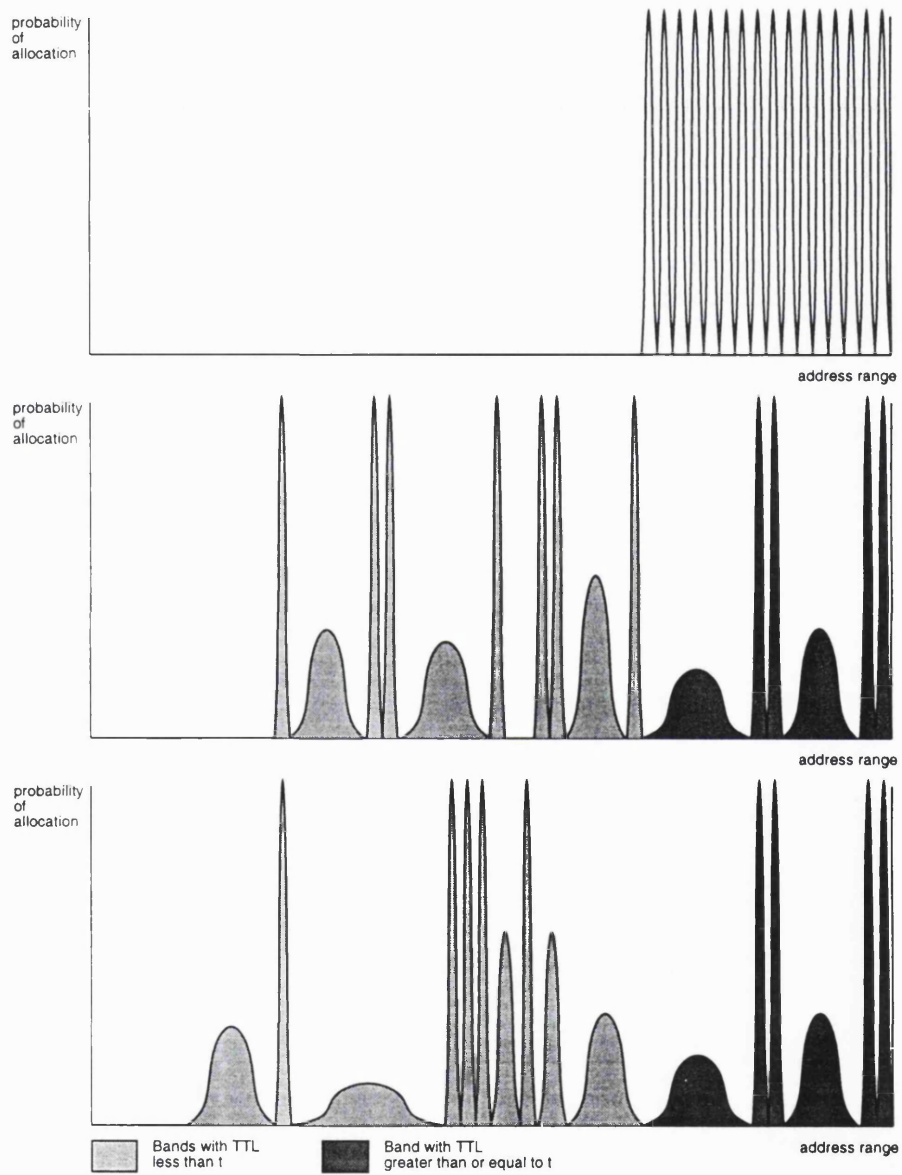 probability
of
allocation
address range
probability
of
allocation
address range
probability
of
allocation
address range
Bands with TTL
less than t
Band with TTL
greater than or equal to t